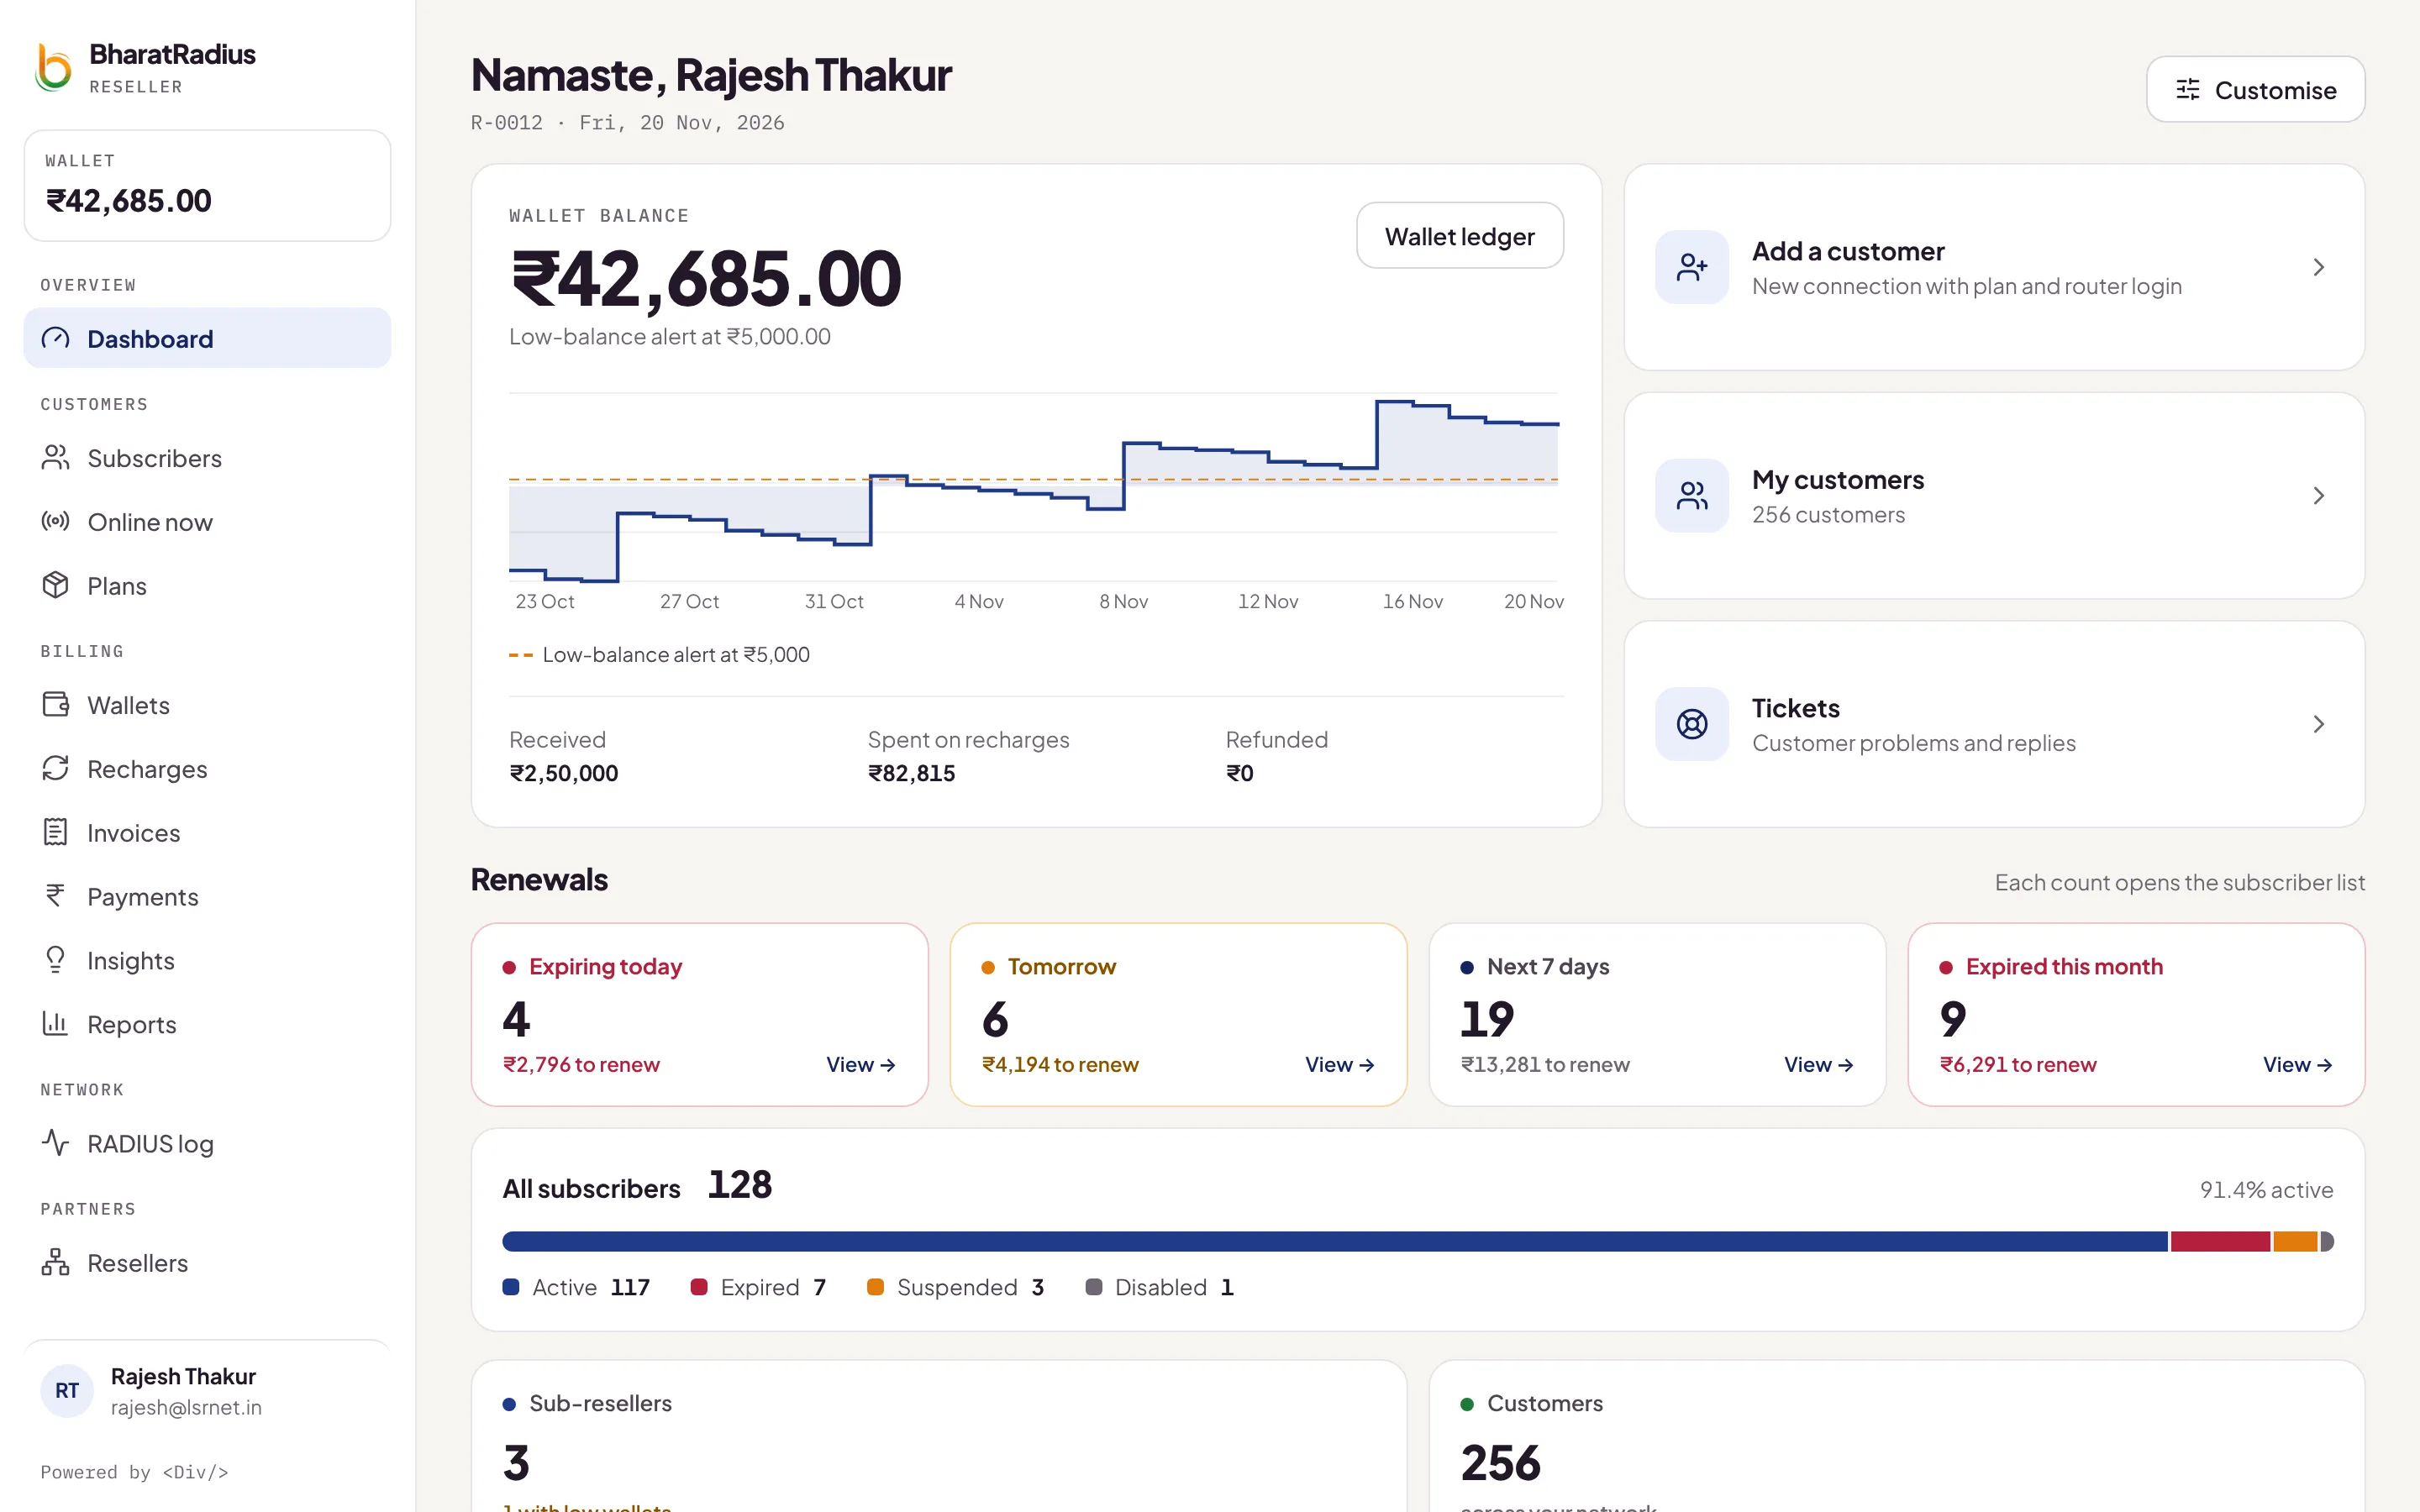 BharatRadius
RESELLER
WALLET
₹42,685.00
OVERVIEW
Dashboard
CUSTOMERS
Subscribers
Online now
Plans
BILLING
Wallets
Recharges
Invoices
Payments
Insights
Reports
NETWORK
RADIUS log
PARTNERS
Resellers
RT
Rajesh Thakur
rajesh@lsrnet.in
Powered by <Div/>
Namaste, Rajesh Thakur
R-0012 · Fri, 20 Nov, 2026
Customise
WALLET BALANCE
₹42,685.00
Low-balance alert at ₹5,000.00
Wallet ledger
23 Oct 27 Oct 31 Oct 4 Nov 8 Nov 12 Nov 16 Nov 20 Nov
Low-balance alert at ₹5,000
Received Spent on recharges Refunded
₹2,50,000 ₹82,815 ₹0
Add a customer
New connection with plan and router login
My customers
256 customers
Tickets
Customer problems and replies
Renewals
Each count opens the subscriber list
Expiring today
4
₹2,796 to renew View →
Tomorrow
6
₹4,194 to renew View →
Next 7 days
19
₹13,281 to renew View →
Expired this month
9
₹6,291 to renew View →
All subscribers 128
91.4% active
Active 117 Expired 7 Suspended 3 Disabled 1
Sub-resellers
3
1 with low wallets
Customers
256
across your network